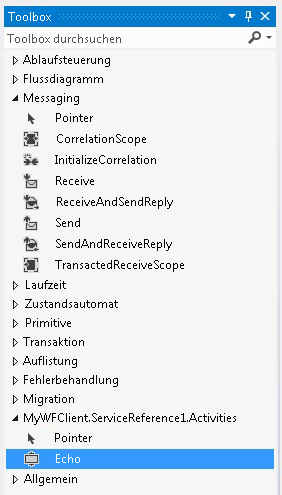 Toolbox
Toolbox durchsuchen
Ablaufsteuerung
Flussdiagramm
Messaging
Pointer
CorrelationScope
InitializeCorrelation
Receive
ReceiveAndSendReply
Send
SendAndReceiveReply
TransactedReceiveScope
Laufzeit
Zustandsautomat
Primitive
Transaktion
Auflistung
Fehlerbehandlung
Migration
MyWFClient.ServiceReference1.Activities
Pointer
Echo
Allgemein